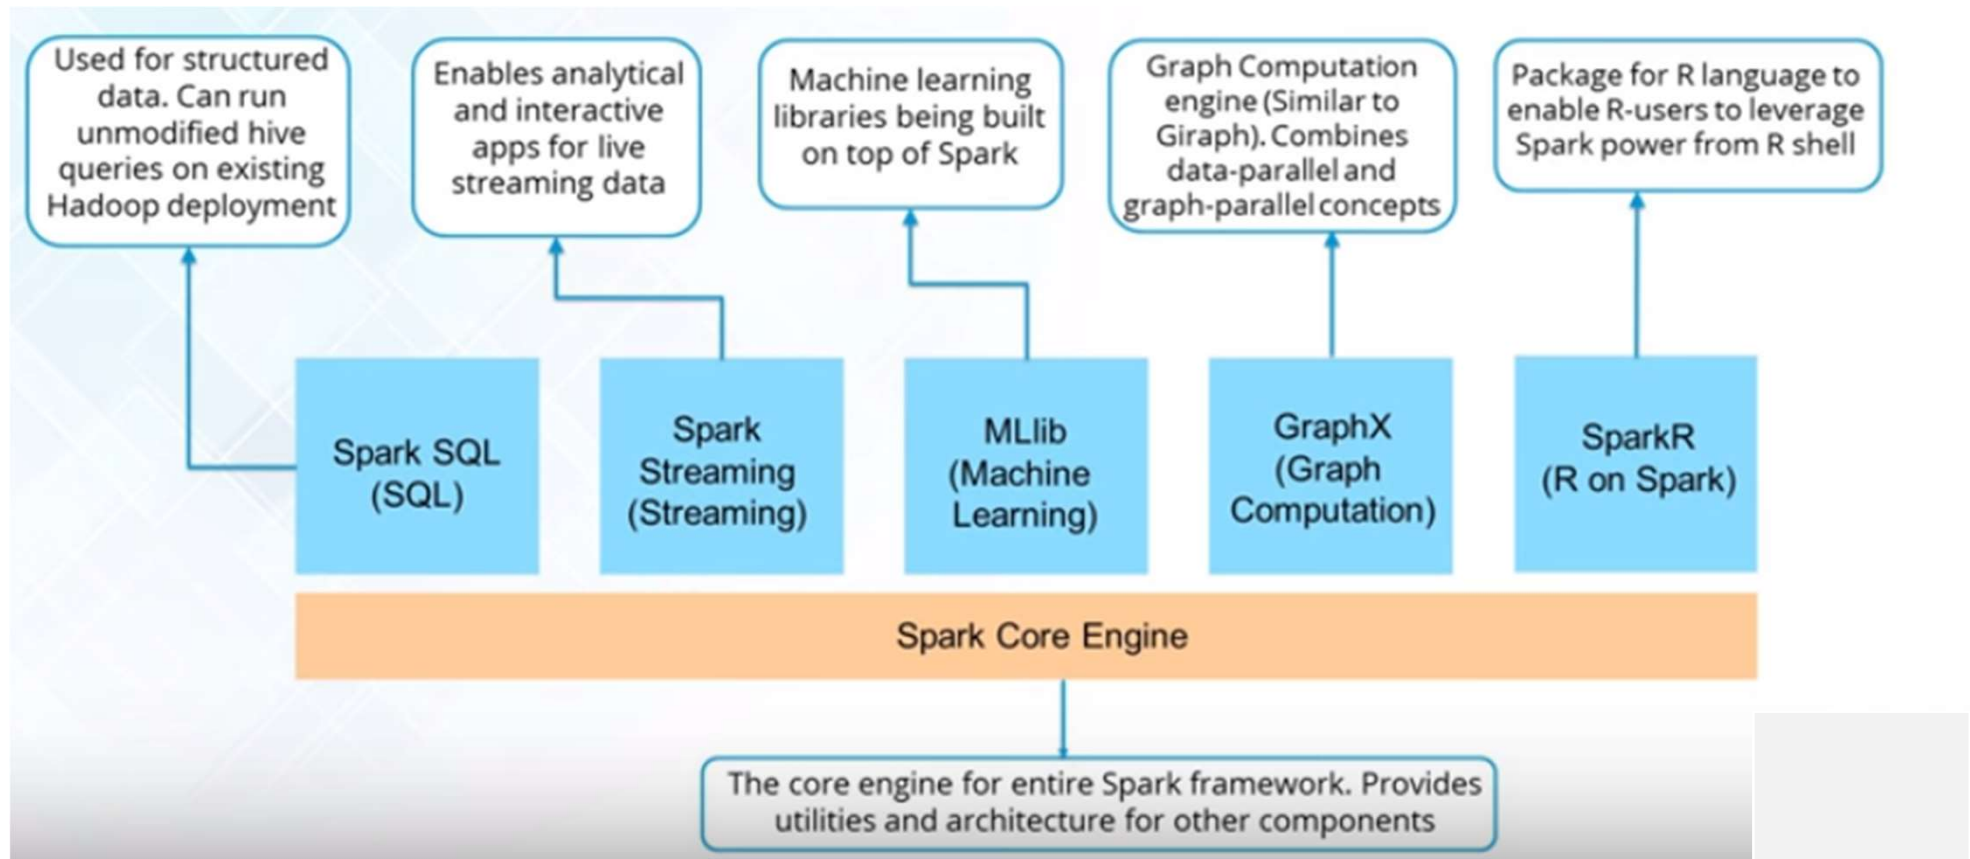 Used for structured
data. Can run
unmodified hive
queries on existing
Hadoop deployment
Enables analytical
and interactive
apps for live
streaming data
Machine learning
libraries being built
on top of Spark
Graph Computation
engine (Similar to
Giraph). Combines
data-parallel and
graph-parallel concepts
Package for R language to
enable R-users to leverage
Spark power from R shell
Spark SQL
(SQL)
Spark
Streaming
(Streaming)
MLlib
(Machine
Learning)
GraphX
(Graph
Computation)
SparkR
(R on Spark)
Spark Core Engine
The core engine for entire Spark framework. Provides
utilities and architecture for other components